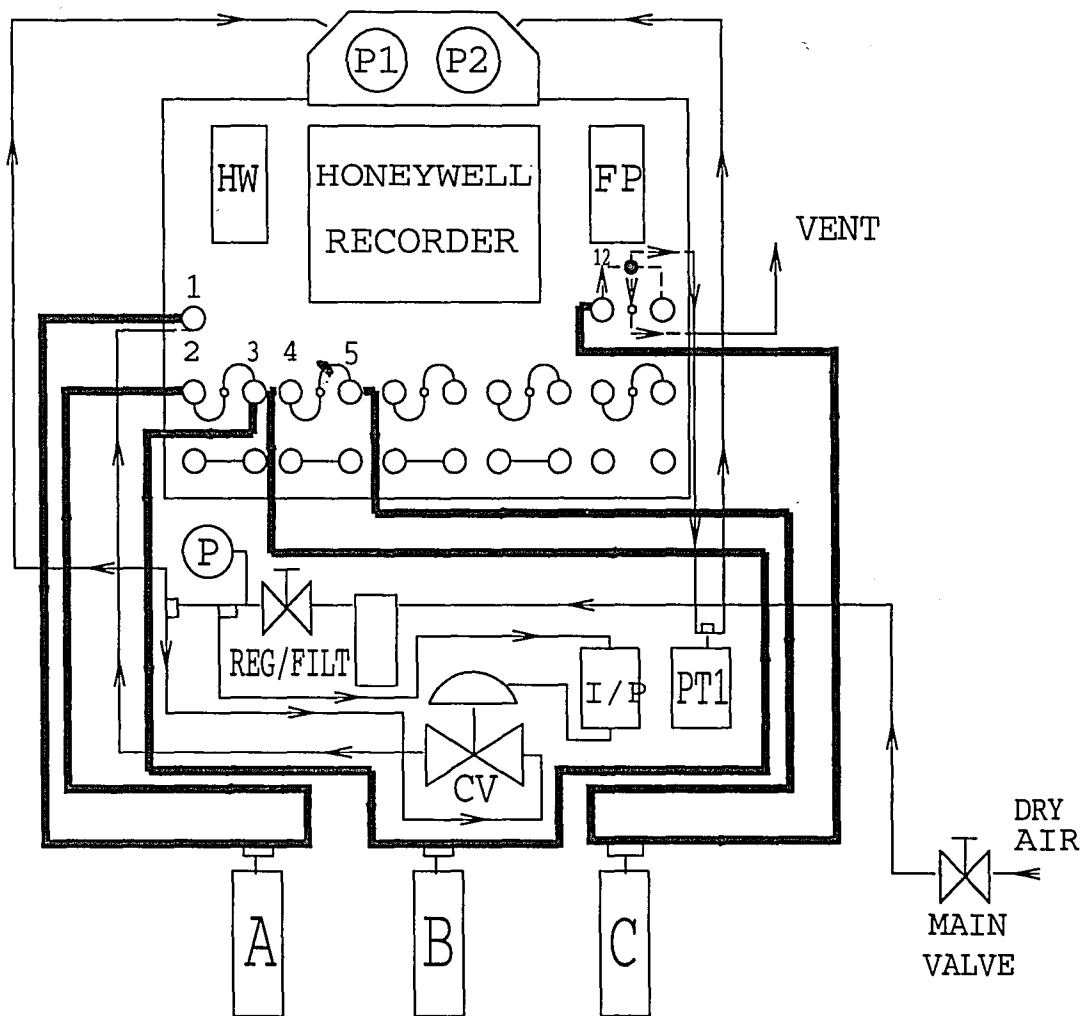 P1 P2
HW
HONEYWELL
RECORDER
FP
VENT
12
1
2 3 4 5
P
REG/FILT
I/P
PT1
CV
DRY
AIR
MAIN
VALVE
A B C